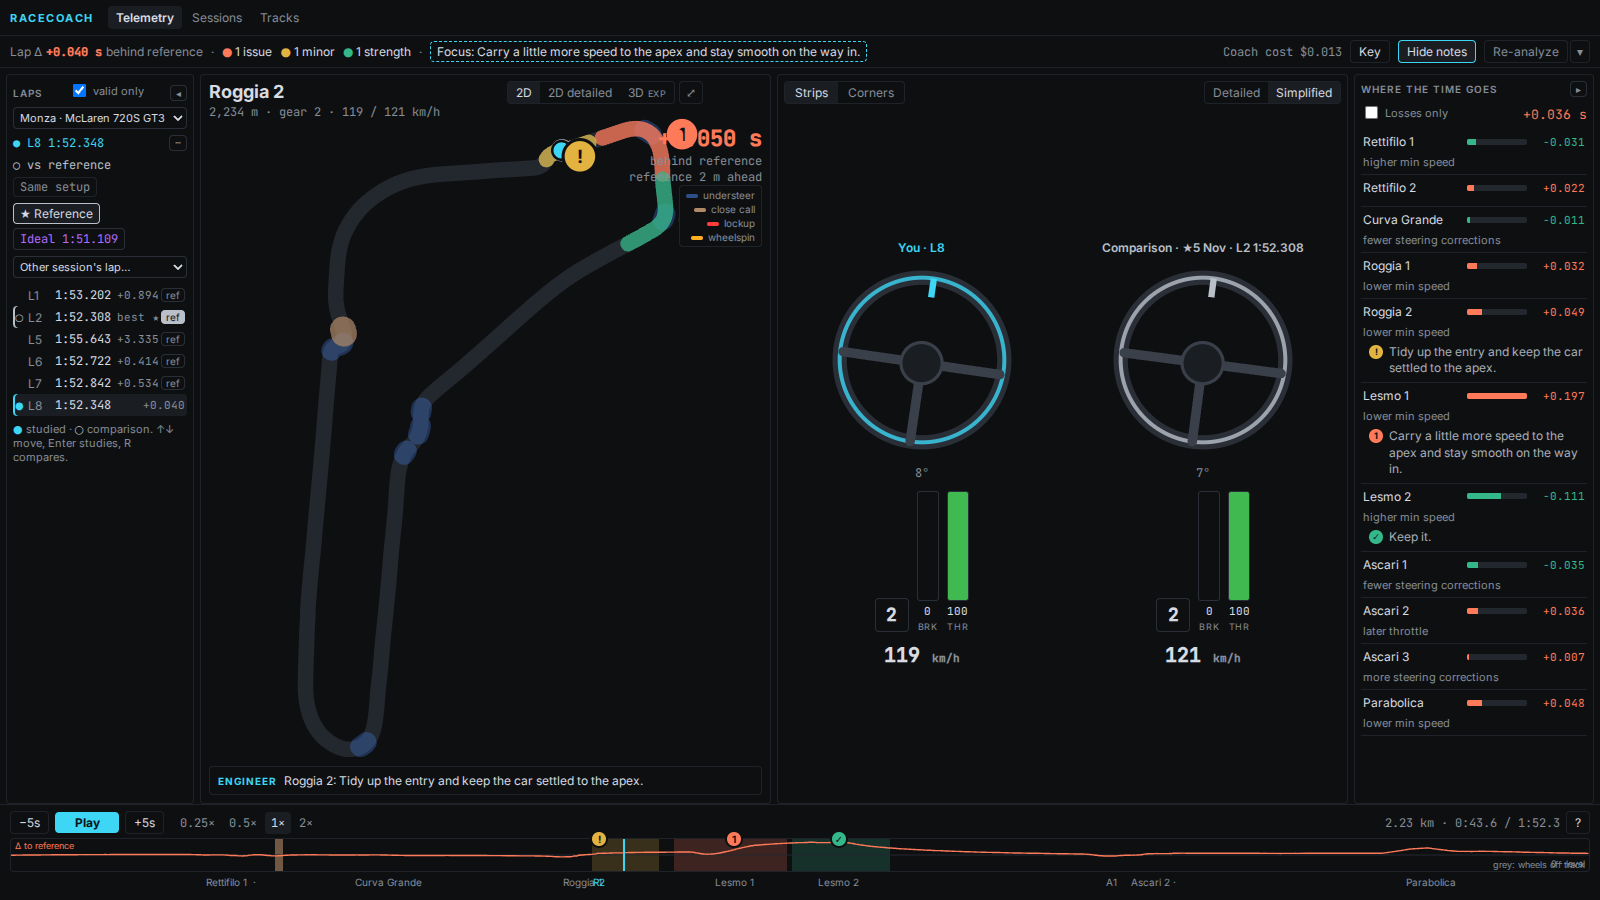 RACECOACH Telemetry Sessions Tracks
Lap Δ +0.040 s behind reference · 1 issue 1 minor 1 strength · Focus: Carry a little more speed to the apex and stay smooth on the way in. Coach cost $0.013 Key Hide notes Re-analyze ▾
LAPS valid only ◂
Monza · McLaren 720S GT3
L8 1:52.348
vs reference
Same setup
★ Reference
Ideal 1:51.109
Other session's lap...
L1 1:53.202 +0.894 ref
L2 1:52.308 best ★ ref
L5 1:55.643 +3.335 ref
L6 1:52.722 +0.414 ref
L7 1:52.842 +0.534 ref
L8 1:52.348 +0.040
● studied · ○ comparison. ↑↓
move, Enter studies, R
compares.
Roggia 2 2D 2D detailed 3D EXP ⤢
2,234 m · gear 2 · 119 / 121 km/h
1 050 s
!
behind reference
reference 2 m ahead
understeer
close call
lockup
wheelspin
ENGINEER Roggia 2: Tidy up the entry and keep the car settled to the apex.
Strips Corners Detailed Simplified
You · L8 Comparison · ★5 Nov · L2 1:52.308
8° 7°
2 0 100 2 0 100
BRK THR BRK THR
119 km/h 121 km/h
WHERE THE TIME GOES ▸
Losses only +0.036 s
Rettifilo 1 -0.031
higher min speed
Rettifilo 2 +0.022
Curva Grande -0.011
fewer steering corrections
Roggia 1 +0.032
lower min speed
Roggia 2 +0.049
lower min speed
! Tidy up the entry and keep the car
settled to the apex.
Lesmo 1 +0.197
lower min speed
1 Carry a little more speed to the
apex and stay smooth on the way
in.
Lesmo 2 -0.111
higher min speed
✓ Keep it.
Ascari 1 -0.035
fewer steering corrections
Ascari 2 +0.036
later throttle
Ascari 3 +0.007
more steering corrections
Parabolica +0.048
lower min speed
−5s Play +5s 0.25× 0.5× 1× 2× 2.23 km · 0:43.6 / 1:52.3 ?
! 1 ✓
Δ to reference
grey: wheels off track
Rettifilo 1 · Curva Grande Roggia R2 Lesmo 1 Lesmo 2 A1 Ascari 2 · Parabolica